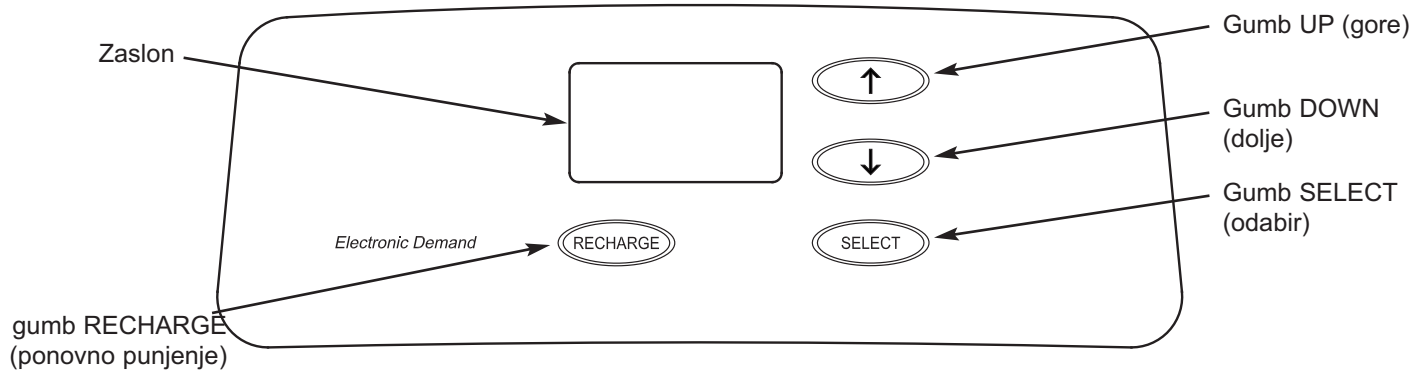 Zaslon
Gumb UP (gore)
↑
Gumb DOWN
(dolje)
↓
Gumb SELECT
(odabir)
Electronic Demand
RECHARGE
SELECT
gumb RECHARGE
(ponovno punjenje)